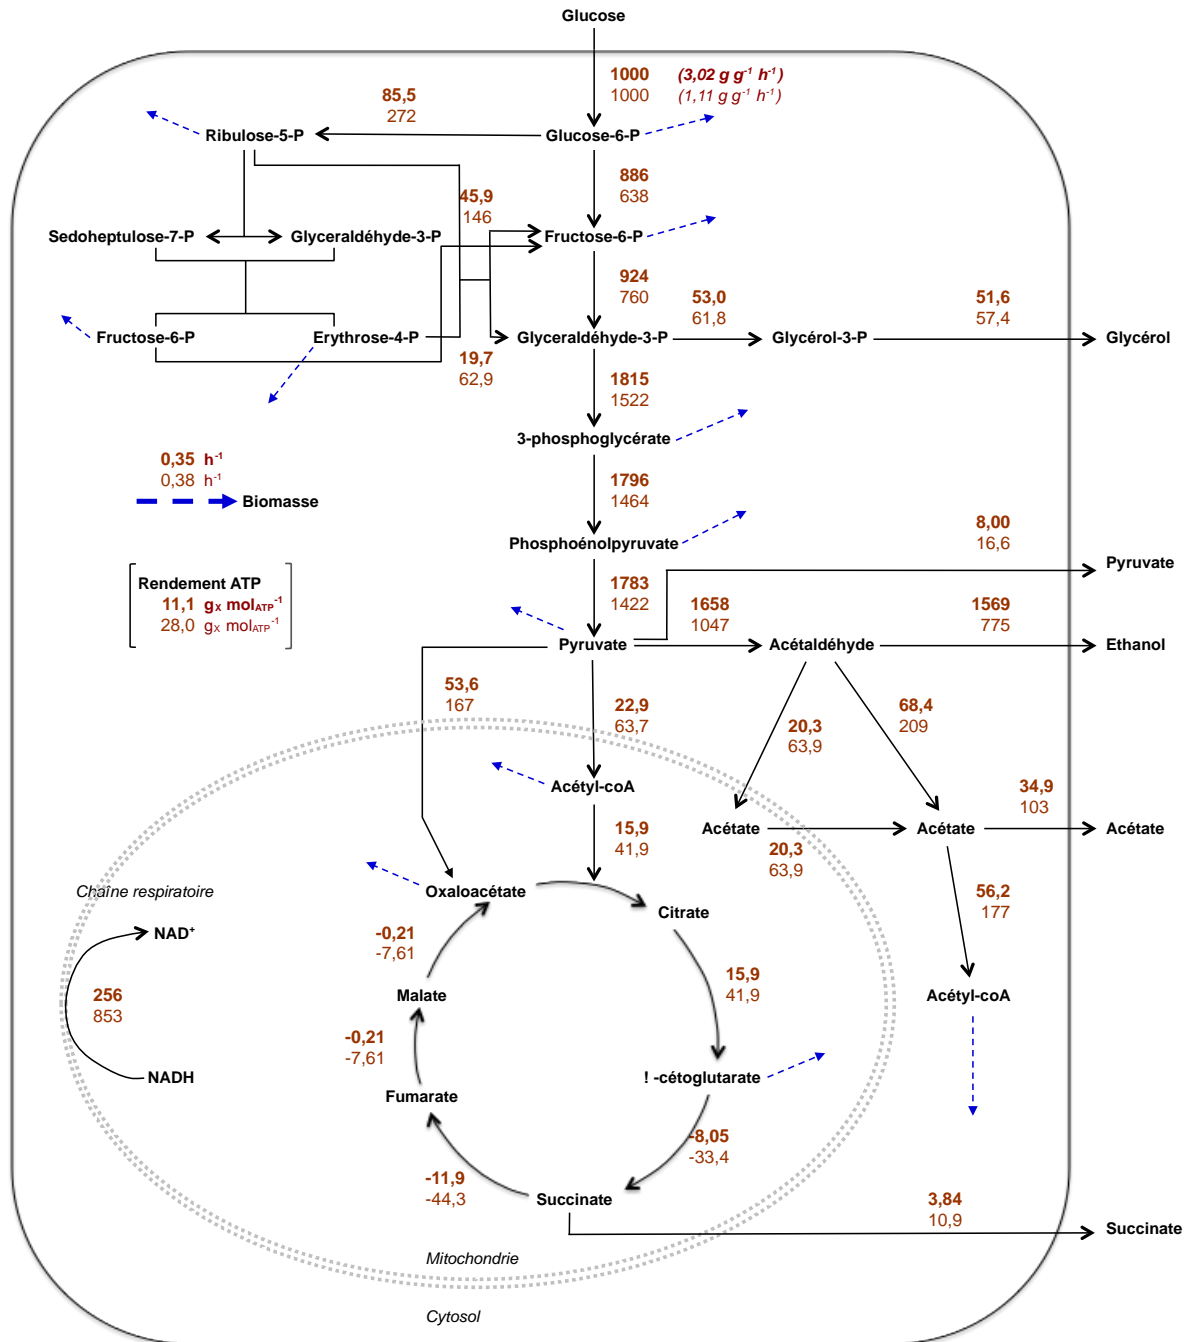 Glucose
1000 (3,02 g g⁻¹ h⁻¹)
1000 (1,11 g g⁻¹ h⁻¹)
85,5
272
Ribulose-5-P
Glucose-6-P
886
638
45,9
146
Sedoheptulose-7-P
Glyceraldéhyde-3-P
Fructose-6-P
924
760
53,0
61,8
51,6
57,4
Fructose-6-P
Erythrose-4-P
Glyceraldéhyde-3-P
Glycérol-3-P
Glycérol
19,7
62,9
1815
1522
3-phosphoglycérate
0,35 h⁻¹
0,38 h⁻¹
Biomasse
1796
1464
Phosphoénolpyruvate
8,00
16,6
Pyruvate
Rendement ATP
11,1 gₓ mol_ATP⁻¹
28,0 gₓ mol_ATP⁻¹
1783
1422
1658
1047
1569
775
Pyruvate
Acétaldéhyde
Ethanol
53,6
167
22,9
63,7
20,3
63,9
68,4
209
Acétyl-coA
34,9
103
15,9
41,9
Acétate
Acétate
Acétate
20,3
63,9
Chaîne respiratoire
Oxaloacétate
Citrate
56,2
177
NAD⁺
-0,21
-7,61
15,9
41,9
256
853
Malate
Acétyl-coA
-0,21
-7,61
NADH
! -cétoglutarate
Fumarate
-8,05
-33,4
-11,9
-44,3
Succinate
3,84
10,9
Succinate
Mitochondrie
Cytosol